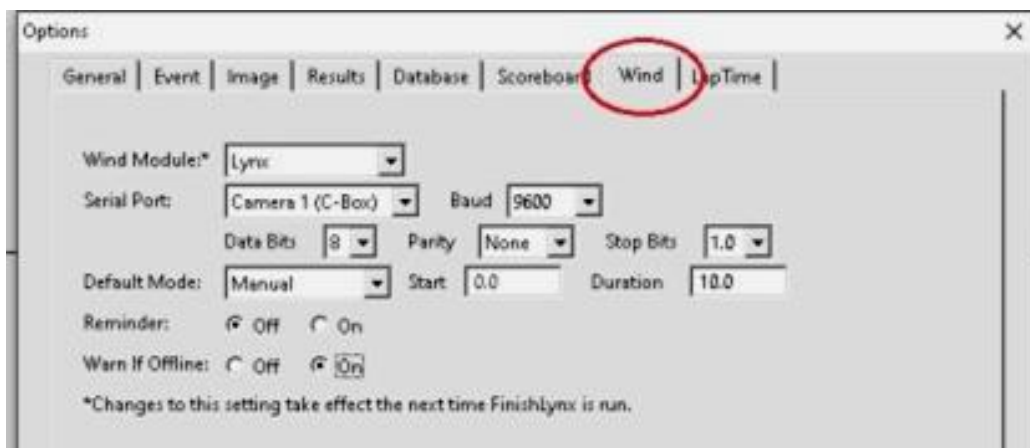 Options
General Event Image Results Database Scoreboard Wind LapTime
Wind Module:* Lynx
Serial Port: Camera 1 (C-Box) Baud 9600
Data Bits 8 Parity None Stop Bits 1.0
Default Mode: Manual Start 0.0 Duration 10.0
Reminder: Off On
Warn If Offline: Off On
*Changes to this setting take effect the next time FinishLynx is run.